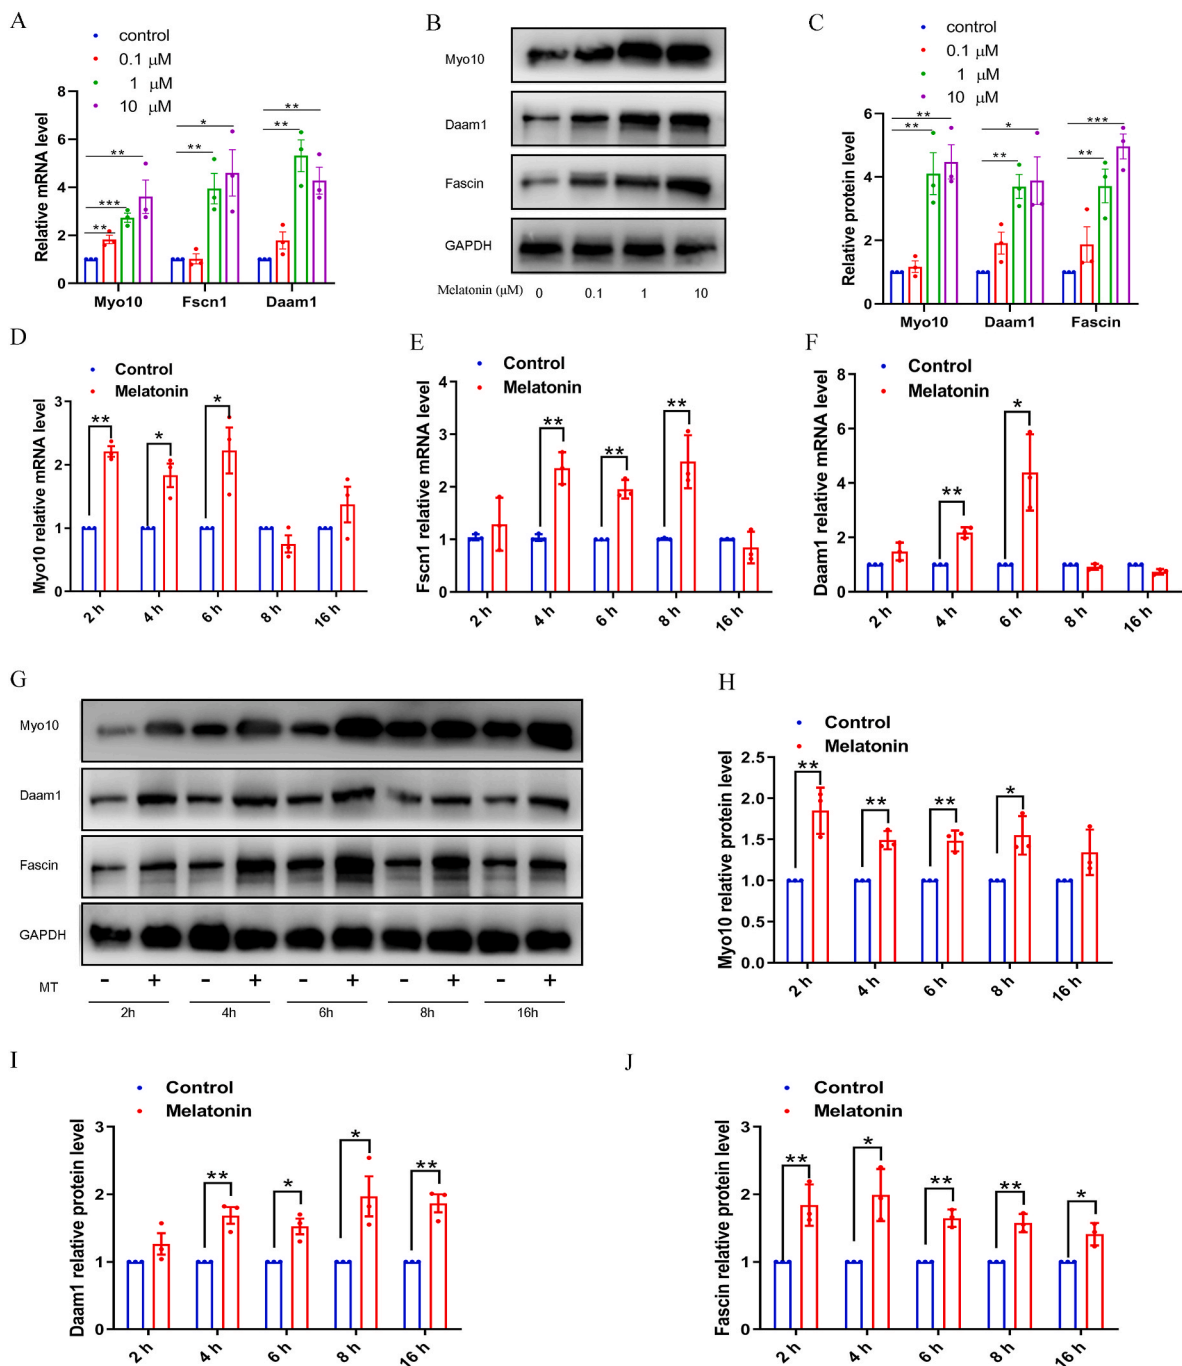 A
control
0.1 μM
1 μM
10 μM
Relative mRNA level
8
6
4
2
0
** *** ** ** * ** **
Myo10 Fscn1 Daam1
B
Myo10
Daam1
Fascin
GAPDH
Melatonin (μM) 0 0.1 1 10
C
control
0.1 μM
1 μM
10 μM
Relative protein level
6
4
2
0
** ** ** * ** ***
Myo10 Daam1 Fascin
D
Control
Melatonin
Myo10 relative mRNA level
3
2
1
0
** * *
2 h 4 h 6 h 8 h 16 h
E
Control
Melatonin
Fscn1 relative mRNA level
4
3
2
1
0
** ** **
2 h 4 h 6 h 8 h 16 h
F
Control
Melatonin
Daam1 relative mRNA level
8
6
4
2
0
** *
2 h 4 h 6 h 8 h 16 h
G
Myo10
Daam1
Fascin
GAPDH
MT - + - + - + - + - +
2h 4h 6h 8h 16h
H
Control
Melatonin
Myo10 relative protein level
2.5
2.0
1.5
1.0
0.5
0.0
** ** ** *
2 h 4 h 6 h 8 h 16 h
I
Control
Melatonin
Daam1 relative protein level
3
2
1
0
** * * **
2 h 4 h 6 h 8 h 16 h
J
Control
Melatonin
Fascin relative protein level
3
2
1
0
** * ** ** *
2 h 4 h 6 h 8 h 16 h